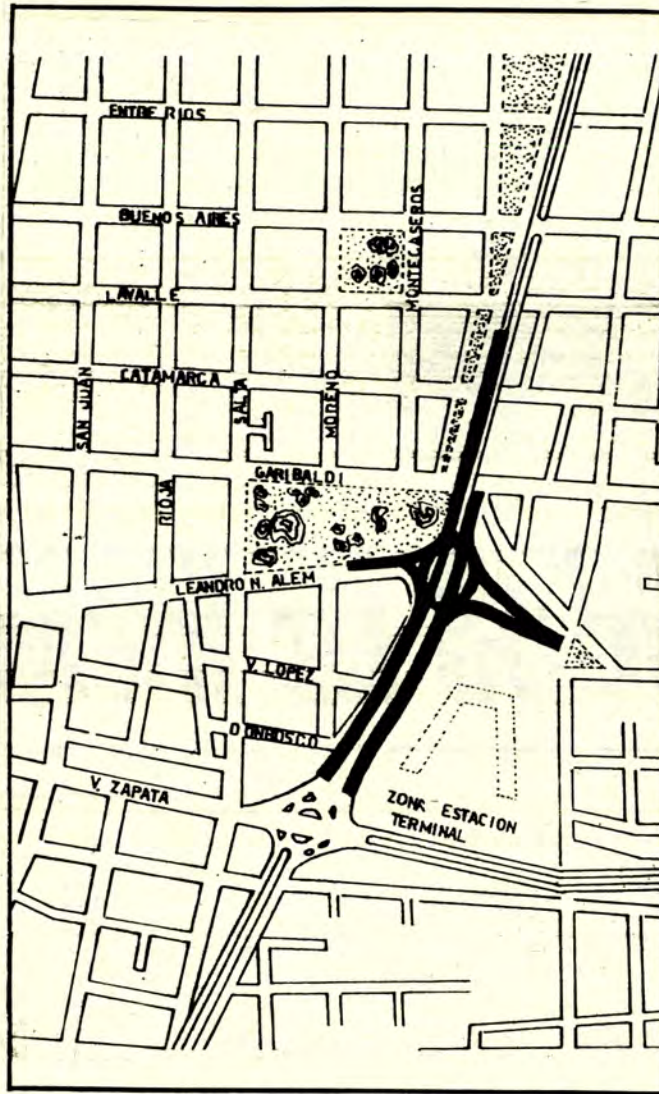 ENTRE RIOS
BUENOS AIRES
MONTECASEROS
LAVALLE
CATAMARCA
SAN JUAN
SALTA
MORENO
GARIBALDI
RIOJA
LEANDRO N. ALEM
V. LOPEZ
DONBOSCO
V. ZAPATA
ZONA ESTACION
TERMINAL